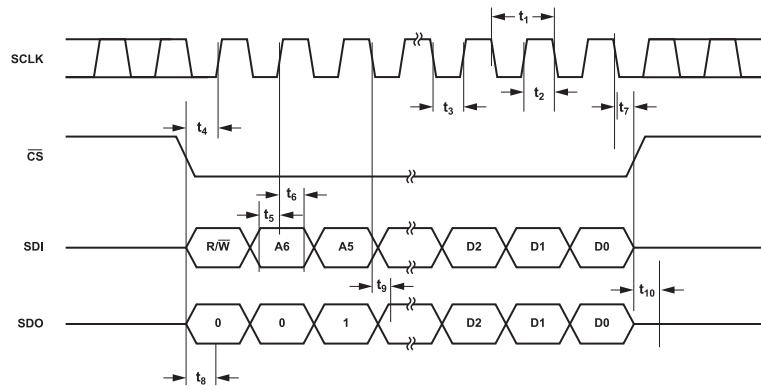 t1
SCLK
t3
t2
t7
t4
CS
t6
t5
SDI
R/W
A6
A5
D2
D1
D0
t9
t10
SDO
0
0
1
D2
D1
D0
t8